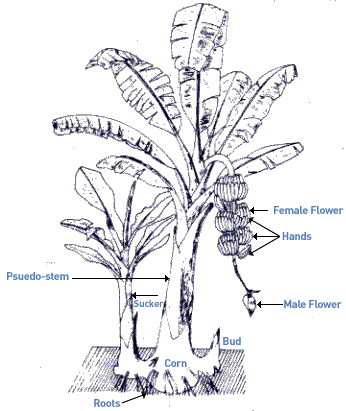 Female Flower
Hands
Psuedo-stem
Sucker
Male Flower
Bud
Corn
Roots